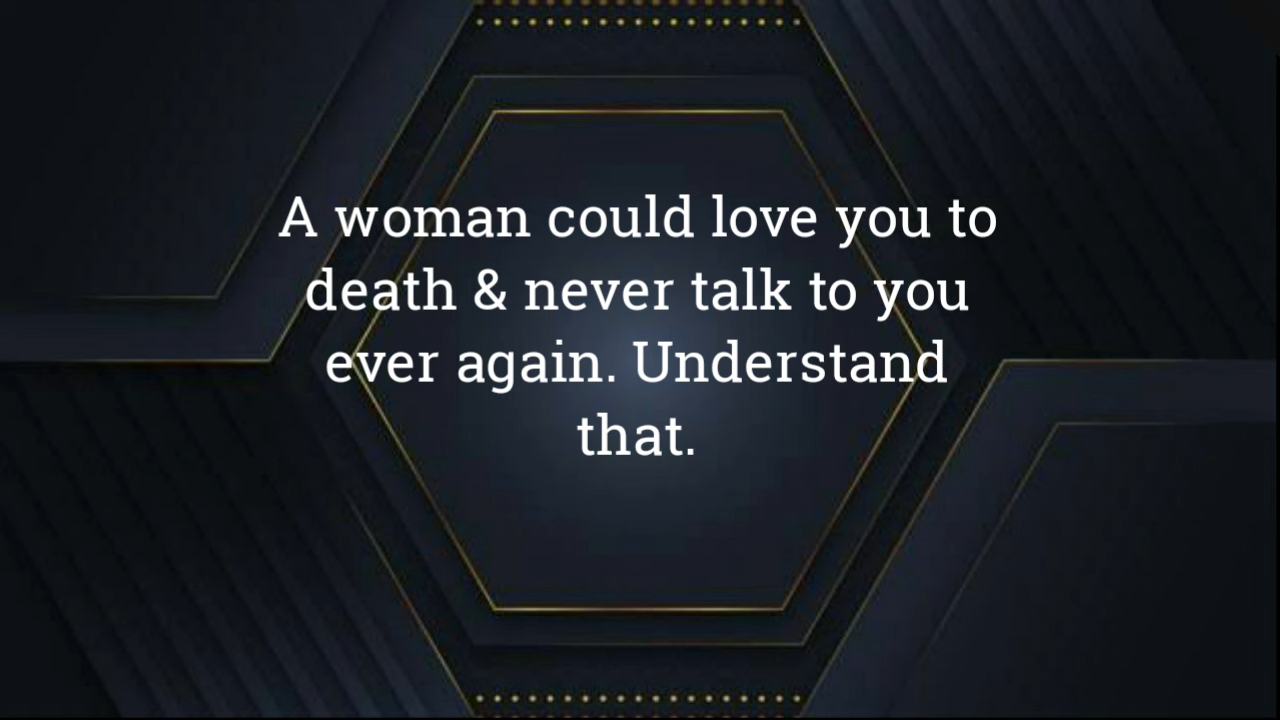 A woman could love you to
death & never talk to you
ever again. Understand
that.